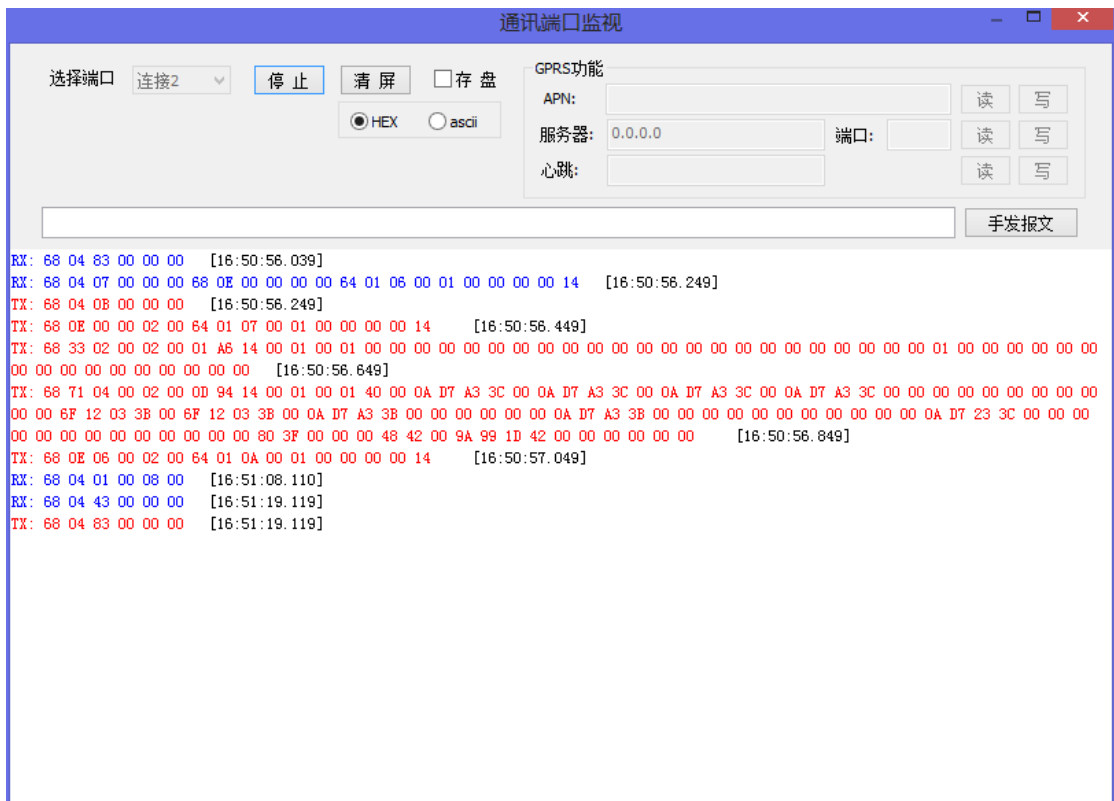 通讯端口监视
选择端口 连接2 停止 清屏 存盘
HEX ascii
GPRS功能
APN: 读 写
服务器: 0.0.0.0 端口: 读 写
心跳: 读 写
手发报文
RX: 68 04 83 00 00 00 [16:50:56.039]
RX: 68 04 07 00 00 00 68 0E 00 00 00 00 64 01 06 00 01 00 00 00 00 14 [16:50:56.249]
TX: 68 04 0B 00 00 00 [16:50:56.249]
TX: 68 0E 00 00 02 00 64 01 07 00 01 00 00 00 00 14 [16:50:56.449]
TX: 68 33 02 00 02 00 01 A6 14 00 01 00 01 00 00 00 00 00 00 00 00 00 00 00 00 00 00 00 00 00 00 00 00 00 00 00 00 01 00 00 00 00 00 00
00 00 00 00 00 00 00 00 00 00 [16:50:56.649]
TX: 68 71 04 00 02 00 0D 94 14 00 01 00 01 40 00 0A D7 A3 3C 00 0A D7 A3 3C 00 0A D7 A3 3C 00 0A D7 A3 3C 00 00 00 00 00 00 00 00 00
00 00 6F 12 03 3B 00 6F 12 03 3B 00 0A D7 A3 3B 00 00 00 00 00 00 0A D7 A3 3B 00 00 00 00 00 00 00 00 00 00 00 0A D7 23 3C 00 00 00
00 00 00 00 00 00 00 00 00 00 80 3F 00 00 00 48 42 00 9A 99 1D 42 00 00 00 00 00 00 [16:50:56.849]
TX: 68 0E 06 00 02 00 64 01 0A 00 01 00 00 00 00 14 [16:50:57.049]
RX: 68 04 01 00 08 00 [16:51:08.110]
RX: 68 04 43 00 00 00 [16:51:19.119]
TX: 68 04 83 00 00 00 [16:51:19.119]